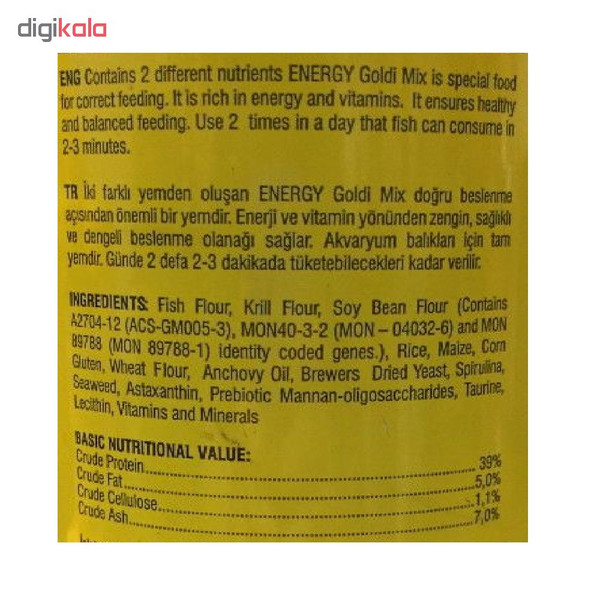 digikala
ENG Contains 2 different nutrients ENERGY Goldi Mix is special food
for correct feeding. It is rich in energy and vitamins. It ensures healthy
and balanced feeding. Use 2 times in a day that fish can consume in
2-3 minutes.
TR İki farklı yemden oluşan ENERGY Goldi Mix doğru beslenme
açısından önemli bir yemdir. Enerji ve vitamin yönünden zengin, sağlıklı
ve dengeli beslenme olanağı sağlar. Akvaryum balıkları için tam
yemdir. Günde 2 defa 2-3 dakikada tüketebilecekleri kadar verilir.
INGREDIENTS: Fish Flour, Krill Flour, Soy Bean Flour (Contains
A2704-12 (ACS-GM005-3), MON40-3-2 (MON – 04032-6) and MON
89788 (MON 89788-1) identity coded genes.), Rice, Maize, Corn
Gluten, Wheat Flour, Anchovy Oil, Brewers Dried Yeast, Spirulina,
Seaweed, Astaxanthin, Prebiotic Mannan-oligosaccharides, Taurine,
Lecithin, Vitamins and Minerals
BASIC NUTRITIONAL VALUE:
Crude Protein 39%
Crude Fat 5,0%
Crude Cellulose 1,1%
Crude Ash 7,0%